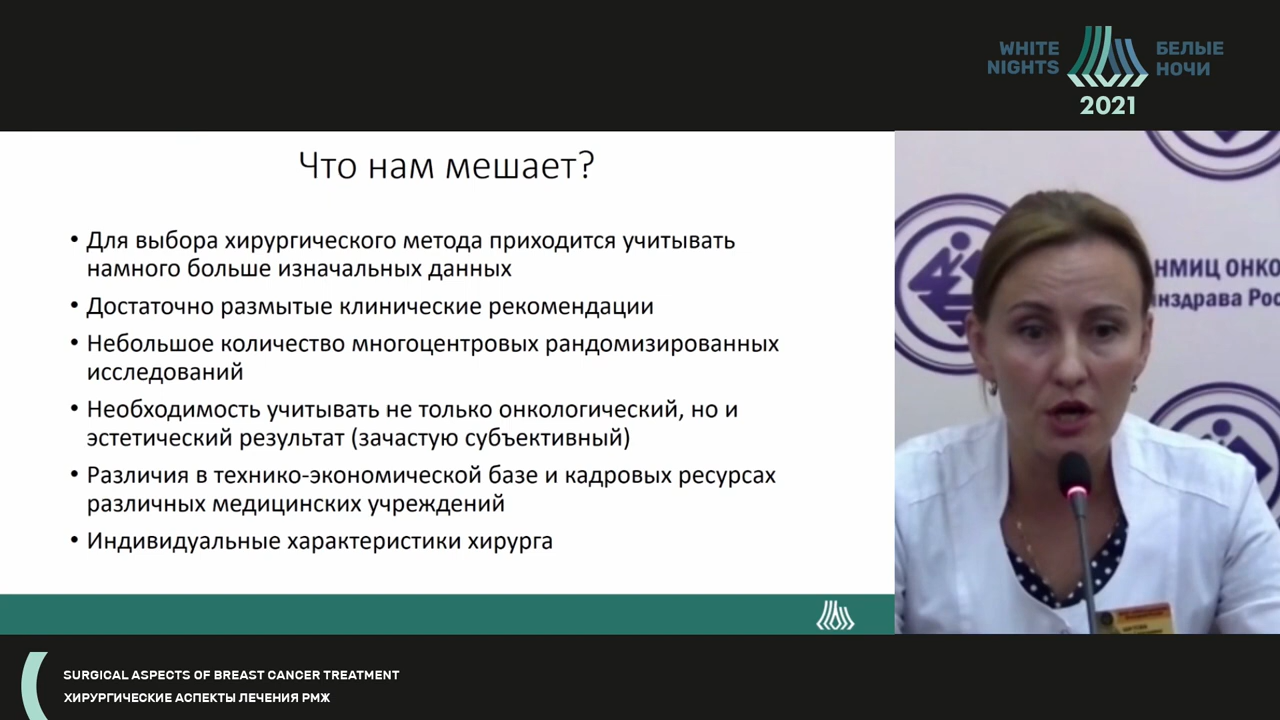 WHITE
NIGHTS
БЕЛЫЕ
НОЧИ
2021
Что нам мешает?
• Для выбора хирургического метода приходится учитывать
намного больше изначальных данных
• Достаточно размытые клинические рекомендации
• Небольшое количество многоцентровых рандомизированных
исследований
• Необходимость учитывать не только онкологический, но и
эстетический результат (зачастую субъективный)
• Различия в технико-экономической базе и кадровых ресурсах
различных медицинских учреждений
• Индивидуальные характеристики хирурга
НМИЦ ОНКО
нздрава Рос
SURGICAL ASPECTS OF BREAST CANCER TREATMENT
ХИРУРГИЧЕСКИЕ АСПЕКТЫ ЛЕЧЕНИЯ РМЖ